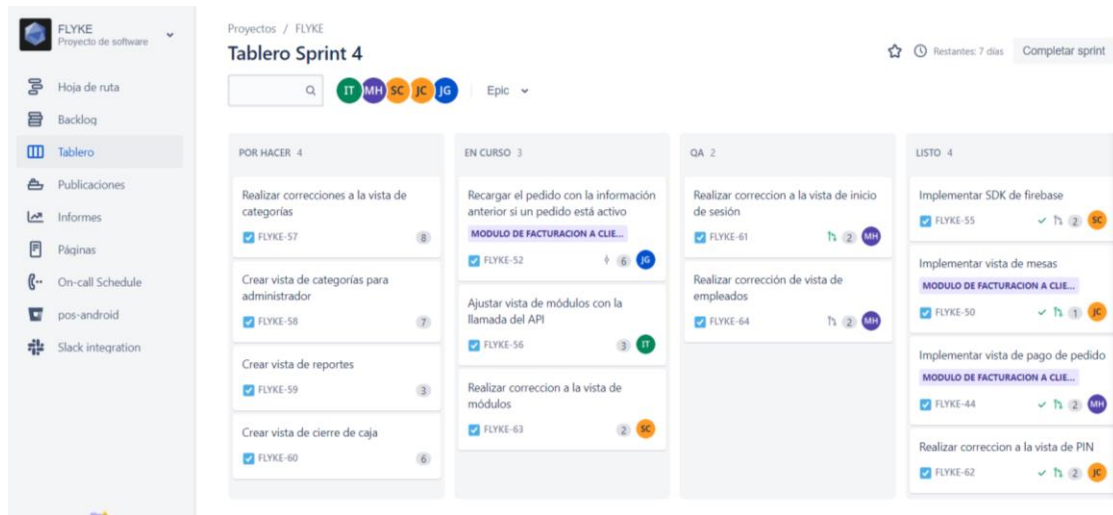 FLYKE
Proyecto de software
Hoja de ruta
Backlog
Tablero
Publicaciones
Informes
Páginas
On-call Schedule
pos-android
Slack integration
Proyectos / FLYKE
Tablero Sprint 4
IT MH SC JC JG
Epic
Restantes: 7 días
Completar sprint
POR HACER 4
Realizar correcciones a la vista de
categorías
FLYKE-57 8
Crear vista de categorías para
administrador
FLYKE-58 7
Crear vista de reportes
FLYKE-59 3
Crear vista de cierre de caja
FLYKE-60 6
EN CURSO 3
Recargar el pedido con la información
anterior si un pedido está activo
MODULO DE FACTURACION A CLIE...
FLYKE-52 6 JG
Ajustar vista de módulos con la
llamada del API
FLYKE-56 3 IT
Realizar correccion a la vista de
módulos
FLYKE-63 2 SC
QA 2
Realizar correccion a la vista de inicio
de sesión
FLYKE-61 2 MH
Realizar corrección de vista de
empleados
FLYKE-64 2 MH
LISTO 4
Implementar SDK de firebase
FLYKE-55 2 SC
Implementar vista de mesas
MODULO DE FACTURACION A CLIE...
FLYKE-50 1 JC
Implementar vista de pago de pedido
MODULO DE FACTURACION A CLIE...
FLYKE-44 2 MH
Realizar correccion a la vista de PIN
FLYKE-62 2 JC